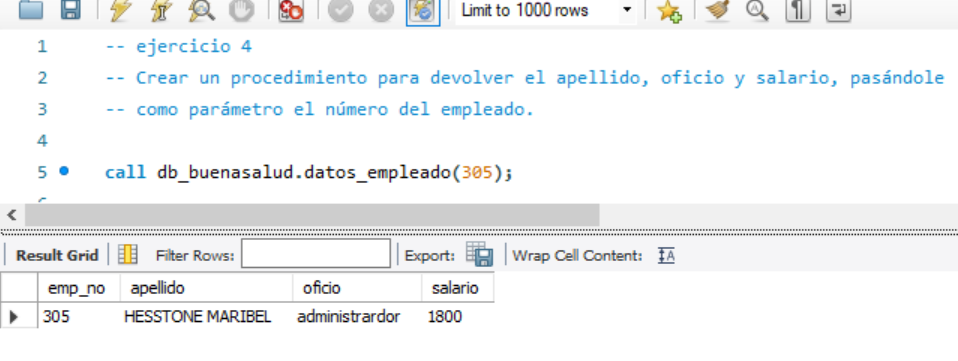 Limit to 1000 rows
1 -- ejercicio 4
2 -- Crear un procedimiento para devolver el apellido, oficio y salario, pasándole
3 -- como parámetro el número del empleado.
4
5 call db_buenasalud.datos_empleado(305);
Result Grid Filter Rows: Export: Wrap Cell Content:
emp_no apellido oficio salario
305 HESSTONE MARIBEL administrardor 1800